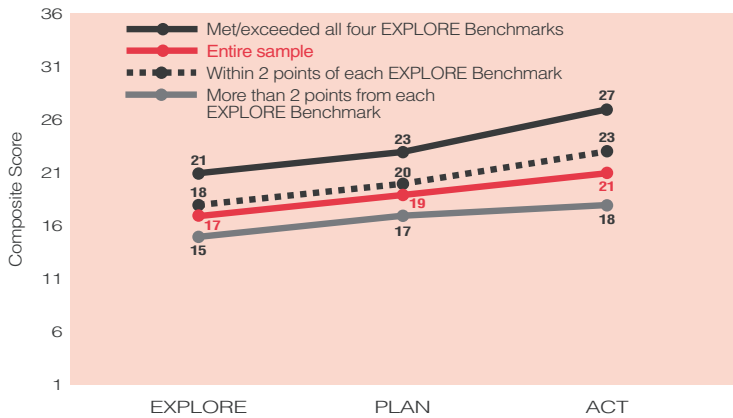 36
31
26
21
16
11
6
1
Composite Score
Met/exceeded all four EXPLORE Benchmarks
Entire sample
Within 2 points of each EXPLORE Benchmark
More than 2 points from each
EXPLORE Benchmark
21
23
27
18
20
23
17
19
21
15
17
18
EXPLORE
PLAN
ACT